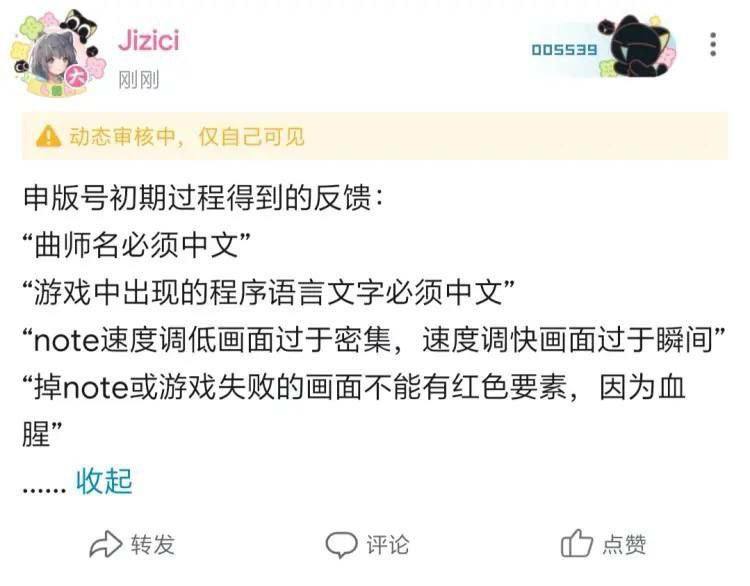 Jizici
刚刚
005539
动态审核中，仅自己可见
申版号初期过程得到的反馈：
“曲师名必须中文”
“游戏中出现的程序语言文字必须中文”
“note速度调低画面过于密集，速度调快画面过于瞬间”
“掉note或游戏失败的画面不能有红色要素，因为血
腥”
...... 收起
转发
评论
点赞